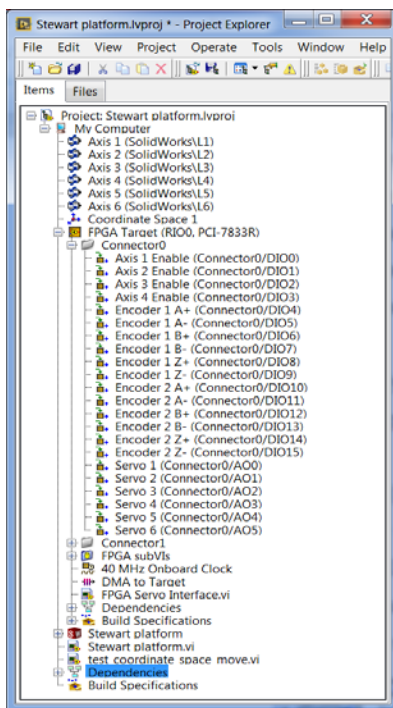 Stewart platform.lvproj * - Project Explorer
File Edit View Project Operate Tools Window Help
Items Files
Project: Stewart platform.lvproj
My Computer
Axis 1 (SolidWorks\L1)
Axis 2 (SolidWorks\L2)
Axis 3 (SolidWorks\L3)
Axis 4 (SolidWorks\L4)
Axis 5 (SolidWorks\L5)
Axis 6 (SolidWorks\L6)
Coordinate Space 1
FPGA Target (RIO0, PCI-7833R)
Connector0
Axis 1 Enable (Connector0/DIO0)
Axis 2 Enable (Connector0/DIO1)
Axis 3 Enable (Connector0/DIO2)
Axis 4 Enable (Connector0/DIO3)
Encoder 1 A+ (Connector0/DIO4)
Encoder 1 A- (Connector0/DIO5)
Encoder 1 B+ (Connector0/DIO6)
Encoder 1 B- (Connector0/DIO7)
Encoder 1 Z+ (Connector0/DIO8)
Encoder 1 Z- (Connector0/DIO9)
Encoder 2 A+ (Connector0/DIO10)
Encoder 2 A- (Connector0/DIO11)
Encoder 2 B+ (Connector0/DIO12)
Encoder 2 B- (Connector0/DIO13)
Encoder 2 Z+ (Connector0/DIO14)
Encoder 2 Z- (Connector0/DIO15)
Servo 1 (Connector0/AO0)
Servo 2 (Connector0/AO1)
Servo 3 (Connector0/AO2)
Servo 4 (Connector0/AO3)
Servo 5 (Connector0/AO4)
Servo 6 (Connector0/AO5)
Connector1
FPGA subVIs
40 MHz Onboard Clock
DMA to Target
FPGA Servo Interface.vi
Dependencies
Build Specifications
Stewart platform
Stewart platform.vi
test coordinate space move.vi
Dependencies
Build Specifications